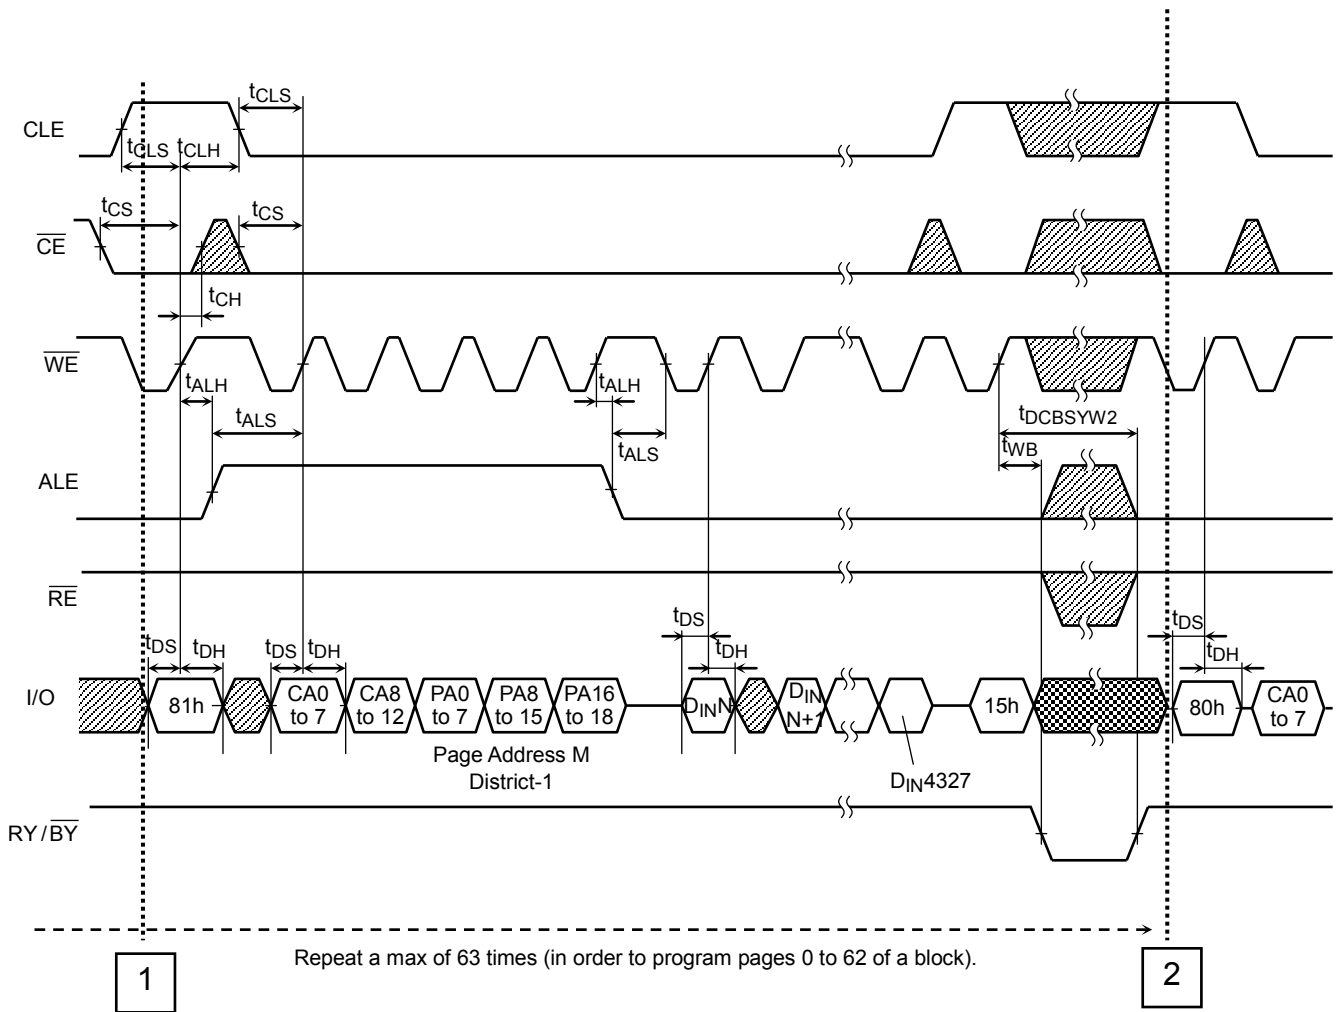 tCLS
CLE
tCLS tCLH
tCS tCS
CE
tCH
WE
tALH tALH
tALS tDCBSYW2
tALS tWB
ALE
RE
tDS tDH tDS tDH tDS tDH tDS tDH
I/O 81h CA0 to 7 CA8 to 12 PA0 to 7 PA8 to 15 PA16 to 18 DINN DIN N+1 15h 80h CA0 to 7
Page Address M
District-1
DIN4327
RY/BY
Repeat a max of 63 times (in order to program pages 0 to 62 of a block).
1 2